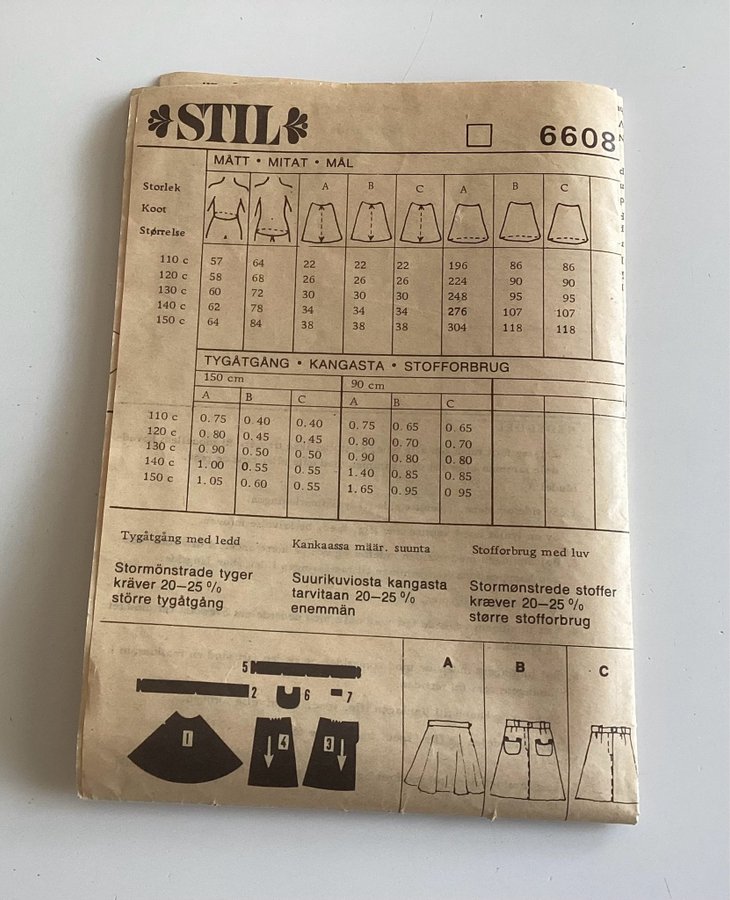 STIL 6608
MÅTT • MITAT • MÅL
Storlek A B C A B C
Koot
Størrelse
110 c 57 64 22 22 22 196 86 86
120 c 58 68 26 26 26 224 90 90
130 c 60 72 30 30 30 248 95 95
140 c 62 78 34 34 34 276 107 107
150 c 64 84 38 38 38 304 118 118
TYGÅTGÅNG • KANGASTA • STOFFORBRUG
150 cm 90 cm
A B C A B C
110 c 0.75 0.40 0.40 0.75 0.65 0.65
120 c 0.80 0.45 0.45 0.80 0.70 0.70
130 c 0.90 0.50 0.50 0.90 0.80 0.80
140 c 1.00 0.55 0.55 1.40 0.85 0.85
150 c 1.05 0.60 0.55 1.65 0.95 0 95
Tygåtgång med ledd Kankaassa määr. suunta Stofforbrug med luv
Stormönstrade tyger
kräver 20–25 %
större tygåtgång
Suurikuviosta kangasta
tarvitaan 20–25 %
enemmän
Stormønstrede stoffer
kræver 20–25 %
større stofforbrug
5
2 6 7
1 4 3
A B C